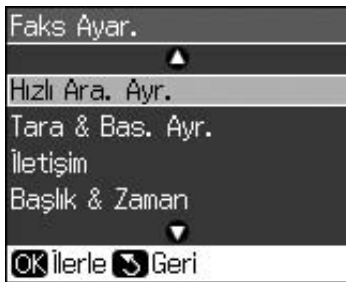 Faks Ayar.
Hızlı Ara. Ayr.
Tara & Bas. Ayr.
İletişim
Başlık & Zaman
OK İlerle Geri